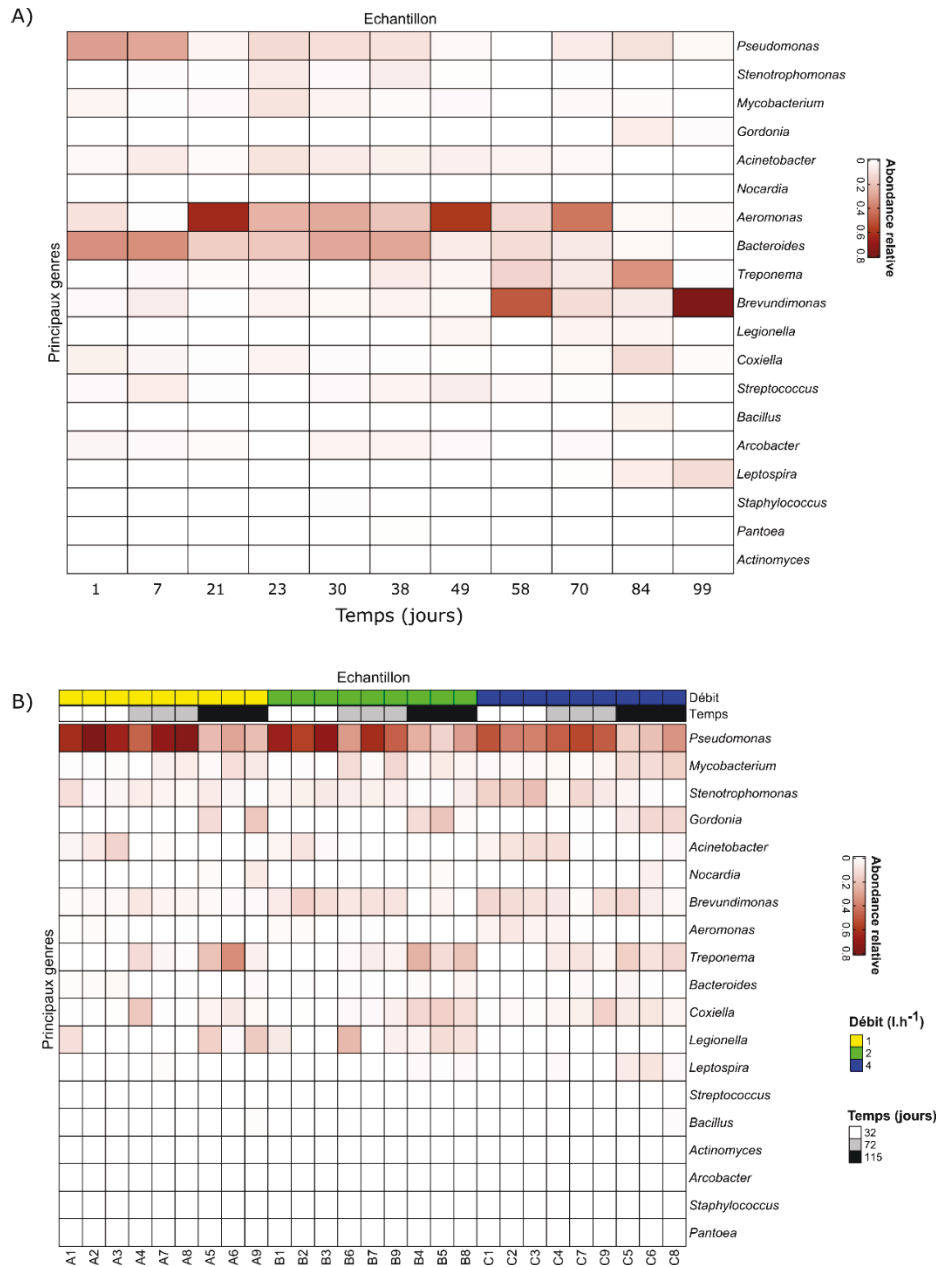 A)
Echantillon
Pseudomonas
Stenotrophomonas
Mycobacterium
Gordonia
Acinetobacter
Nocardia
Aeromonas
Bacteroides
Treponema
Brevundimonas
Legionella
Coxiella
Streptococcus
Bacillus
Arcobacter
Leptospira
Staphylococcus
Pantoea
Actinomyces
Principaux genres
1 7 21 23 30 38 49 58 70 84 99
Temps (jours)
Abondance relative
0 0.2 0.4 0.6 0.8
B)
Echantillon
Débit
Temps
Pseudomonas
Mycobacterium
Stenotrophomonas
Gordonia
Acinetobacter
Nocardia
Brevundimonas
Aeromonas
Treponema
Bacteroides
Coxiella
Legionella
Leptospira
Streptococcus
Bacillus
Actinomyces
Arcobacter
Staphylococcus
Pantoea
Principaux genres
A1 A2 A3 A4 A7 A8 A5 A6 A9 B1 B2 B3 B6 B7 B9 B4 B5 B8 C1 C2 C3 C4 C7 C9 C5 C6 C8
Abondance relative
0 0.2 0.4 0.6 0.8
Débit (l.h⁻¹)
1
2
4
Temps (jours)
32
72
115